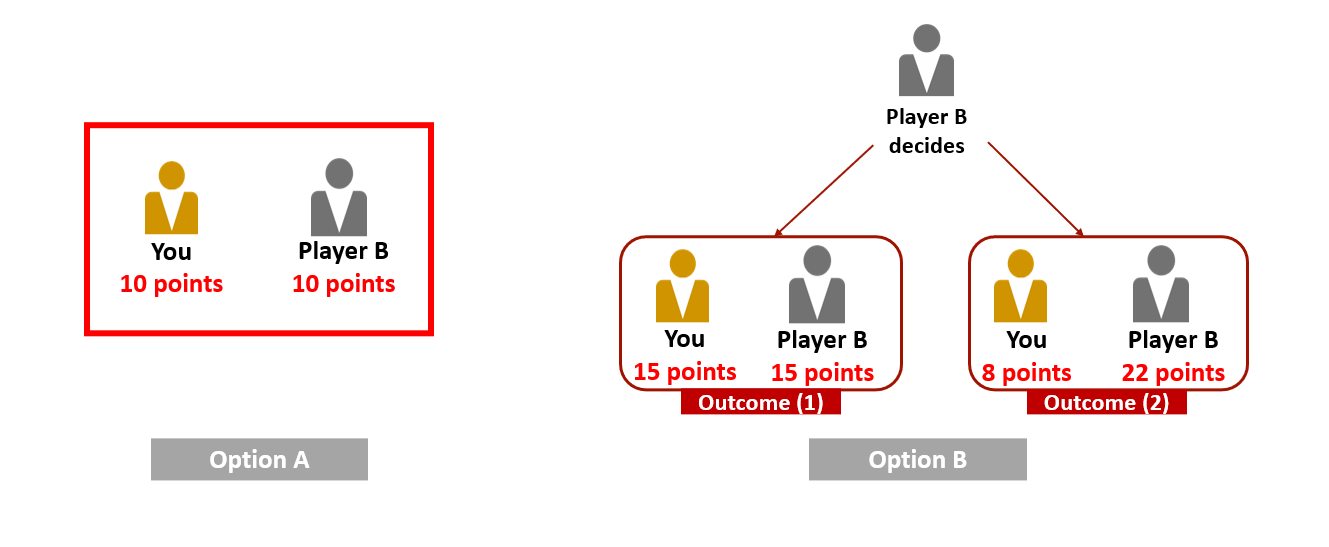 You
10 points
Player B
10 points
Option A
Player B
decides
You
15 points
Player B
15 points
Outcome (1)
You
8 points
Player B
22 points
Outcome (2)
Option B